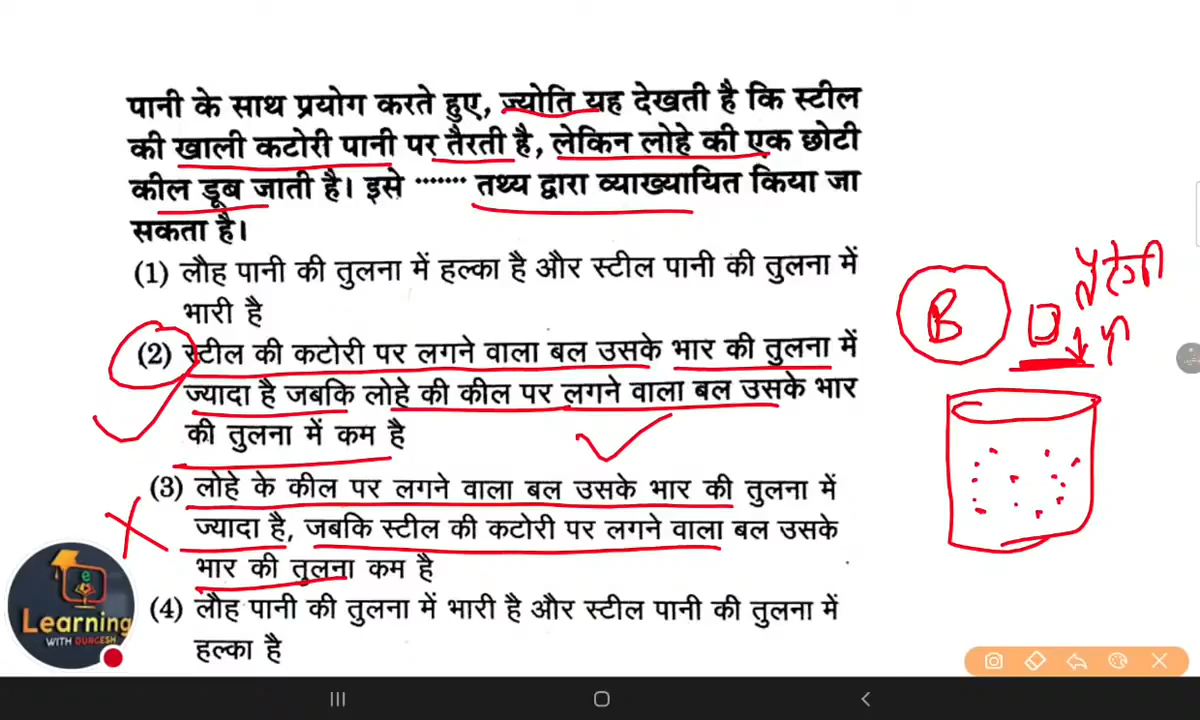 पानी के साथ प्रयोग करते हुए, ज्योति यह देखती है कि स्टील
की खाली कटोरी पानी पर तैरती है, लेकिन लोहे की एक छोटी
कील डूब जाती है। इसे ....... तथ्य द्वारा व्याख्यायित किया जा
सकता है।
(1) लौह पानी की तुलना में हल्का है और स्टील पानी की तुलना में
भारी है
(2) स्टील की कटोरी पर लगने वाला बल उसके भार की तुलना में
ज्यादा है जबकि लोहे की कील पर लगने वाला बल उसके भार
की तुलना में कम है
(3) लोहे के कील पर लगने वाला बल उसके भार की तुलना में
ज्यादा है, जबकि स्टील की कटोरी पर लगने वाला बल उसके
भार की तुलना कम है
(4) लौह पानी की तुलना में भारी है और स्टील पानी की तुलना में
हल्का है
B
e
Learning
WITH DURGESH